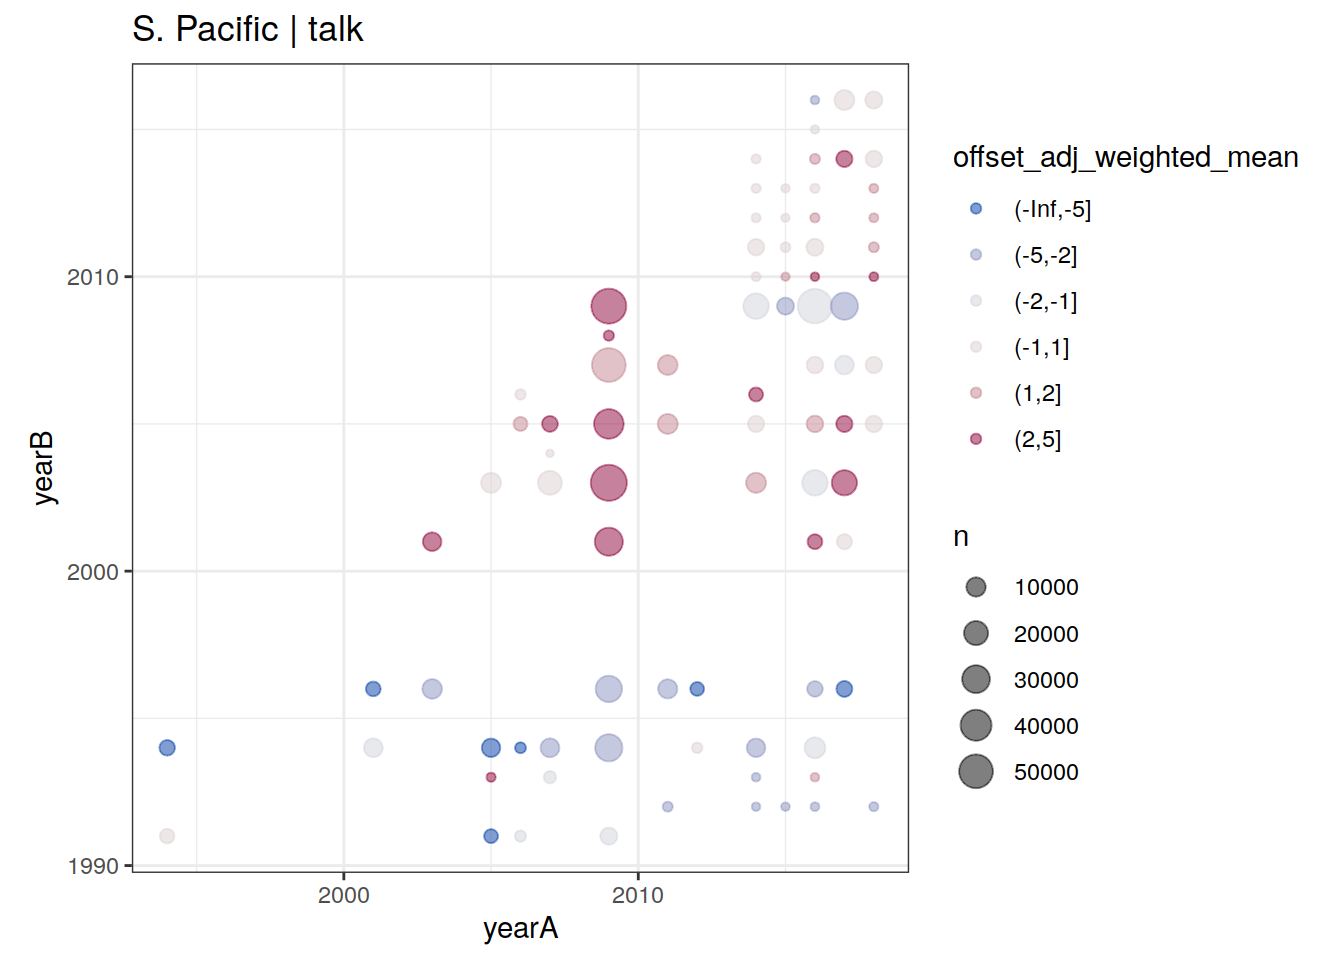 S. Pacific | talk
offset_adj_weighted_mean
(-Inf,-5]
(-5,-2]
(-2,-1]
(-1,1]
(1,2]
(2,5]
n
10000
20000
30000
40000
50000
yearB
2010
2000
1990
2000
2010
yearA